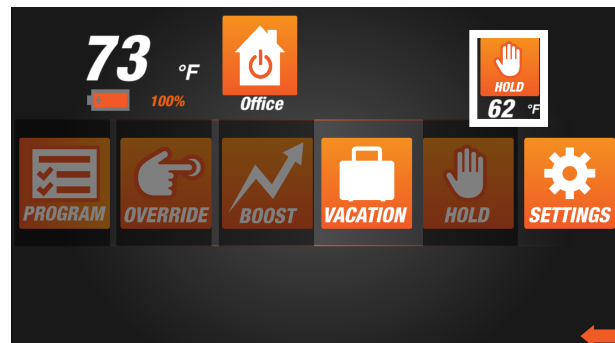 73 °F
100%
Office
HOLD
62 °F
PROGRAM
OVERRIDE
BOOST
VACATION
HOLD
SETTINGS